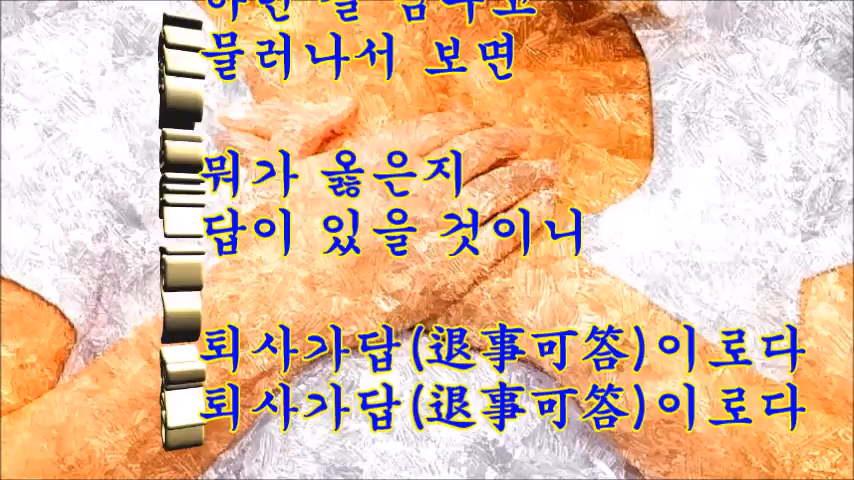 물러나서 보면
뭐가 옳은지
답이 있을 것이니
퇴사가답(退事可答)이로다
퇴사가답(退事可答)이로다